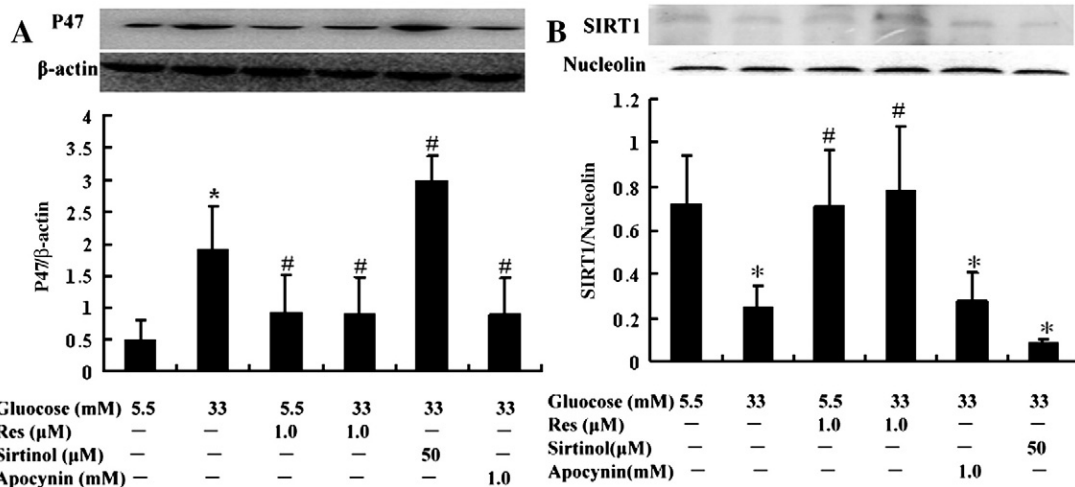 A
P47
β-actin
4
3.5
3
2.5
2
1.5
1
0.5
0
P47/β-actin
*
#
#
#
#
Gluocose (mM) 5.5 33 5.5 33 33 33
Res (μM) – – 1.0 1.0 – –
Sirtinol (μM) – – – – 50 –
Apocynin (mM) – – – – – 1.0
B
SIRT1
Nucleolin
1.2
1
0.8
0.6
0.4
0.2
0
SIRT1/Nucleolin
*
#
#
*
*
Gluocose (mM) 5.5 33 5.5 33 33 33
Res (μM) – – 1.0 1.0 – –
Sirtinol(μM) – – – – – 50
Apocynin(mM) – – – – 1.0 –